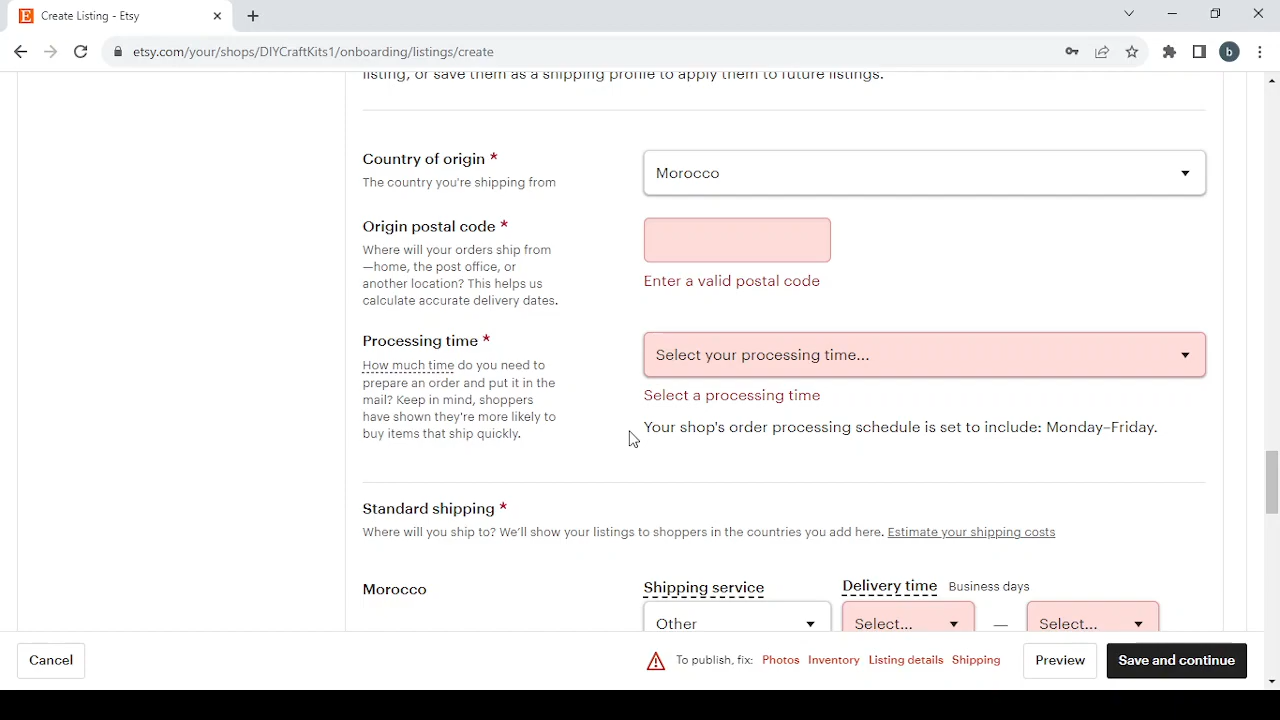 Create Listing - Etsy
etsy.com/your/shops/DIYCraftKits1/onboarding/listings/create
b
listing, or save them as a shipping profile to apply them to future listings.
Country of origin *
The country you're shipping from
Morocco
Origin postal code *
Where will your orders ship from
—home, the post office, or
another location? This helps us
calculate accurate delivery dates.
Enter a valid postal code
Processing time *
How much time do you need to
prepare an order and put it in the
mail? Keep in mind, shoppers
have shown they're more likely to
buy items that ship quickly.
Select your processing time...
Select a processing time
Your shop's order processing schedule is set to include: Monday–Friday.
Standard shipping *
Where will you ship to? We'll show your listings to shoppers in the countries you add here. Estimate your shipping costs
Morocco
Shipping service
Delivery time Business days
Other
Select... — Select...
Cancel
To publish, fix: Photos Inventory Listing details Shipping
Preview
Save and continue